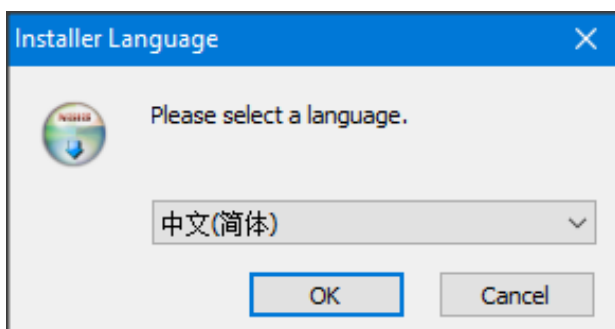 Installer Language
Please select a language.
中文(简体)
OK
Cancel